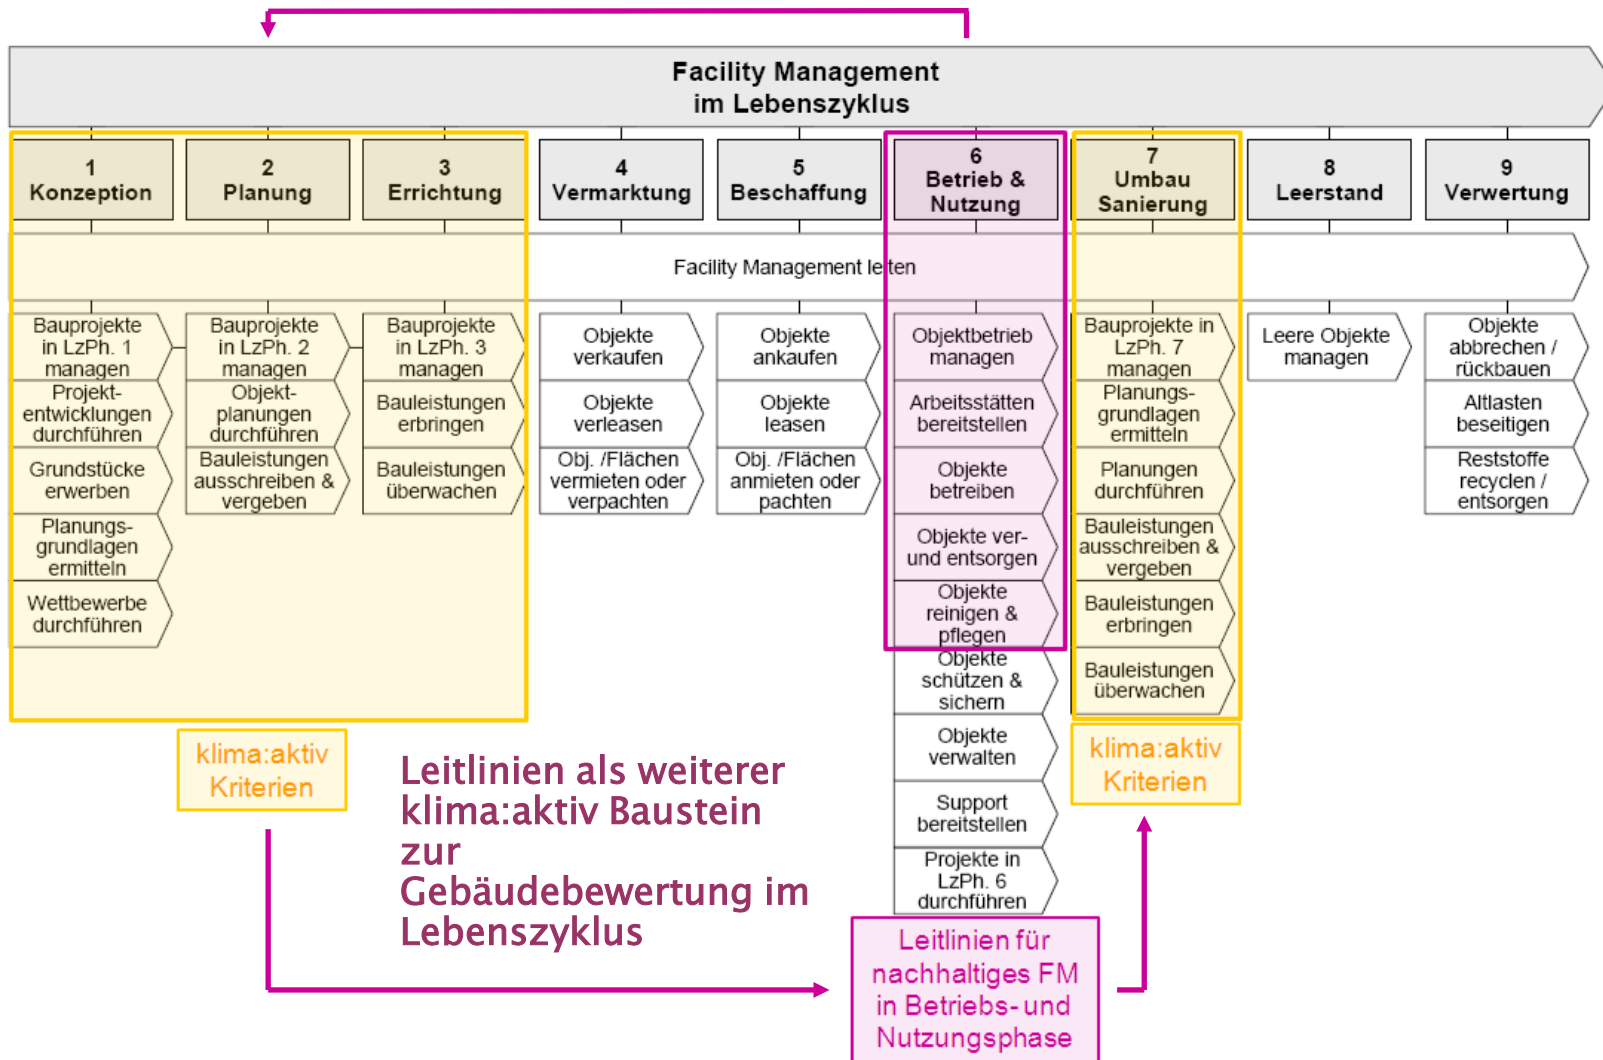 Facility Management
im Lebenszyklus
1
Konzeption
2
Planung
3
Errichtung
4
Vermarktung
5
Beschaffung
6
Betrieb &
Nutzung
7
Umbau
Sanierung
8
Leerstand
9
Verwertung
Facility Management leiten
Bauprojekte
in LzPh. 1
managen
Projekt-
entwicklungen
durchführen
Grundstücke
erwerben
Planungs-
grundlagen
ermitteln
Wettbewerbe
durchführen
Bauprojekte
in LzPh. 2
managen
Objekt-
planungen
durchführen
Bauleistungen
ausschreiben &
vergeben
Bauprojekte
in LzPh. 3
managen
Bauleistungen
erbringen
Bauleistungen
überwachen
Objekte
verkaufen
Objekte
verleasen
Obj. /Flächen
vermieten oder
verpachten
Objekte
ankaufen
Objekte
leasen
Obj. /Flächen
anmieten oder
pachten
Objektbetrieb
managen
Arbeitsstätten
bereitstellen
Objekte
betreiben
Objekte ver-
und entsorgen
Objekte
reinigen &
pflegen
Objekte
schützen &
sichern
Objekte
verwalten
Support
bereitstellen
Projekte in
LzPh. 6
durchführen
Bauprojekte in
LzPh. 7
managen
Planungs-
grundlagen
ermitteln
Planungen
durchführen
Bauleistungen
ausschreiben &
vergeben
Bauleistungen
erbringen
Bauleistungen
überwachen
Leere Objekte
managen
Objekte
abbrechen /
rückbauen
Altlasten
beseitigen
Reststoffe
recyclen /
entsorgen
klima:aktiv
Kriterien
Leitlinien als weiterer
klima:aktiv Baustein
zur
Gebäudebewertung im
Lebenszyklus
klima:aktiv
Kriterien
Leitlinien für
nachhaltiges FM
in Betriebs- und
Nutzungsphase